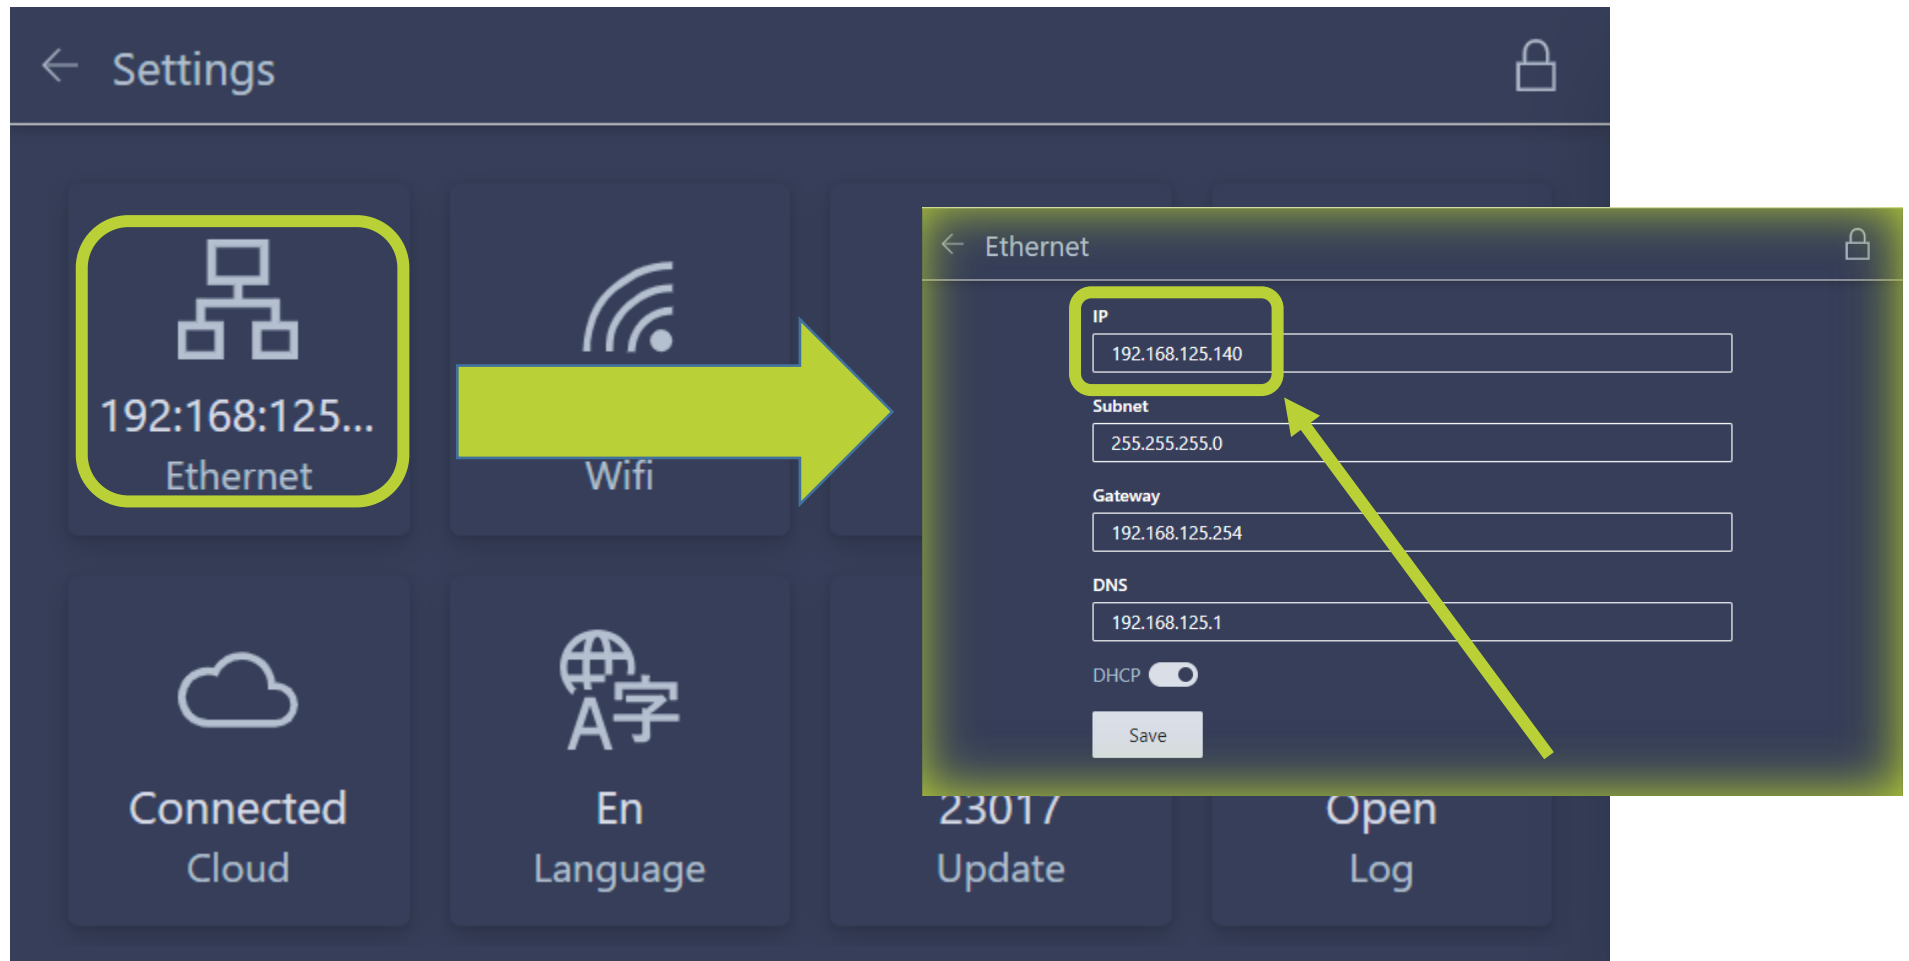 Settings
192:168:125...
Ethernet
Wifi
Connected
Cloud
En
Language
23017
Update
Open
Log
Ethernet
IP
192.168.125.140
Subnet
255.255.255.0
Gateway
192.168.125.254
DNS
192.168.125.1
DHCP
Save